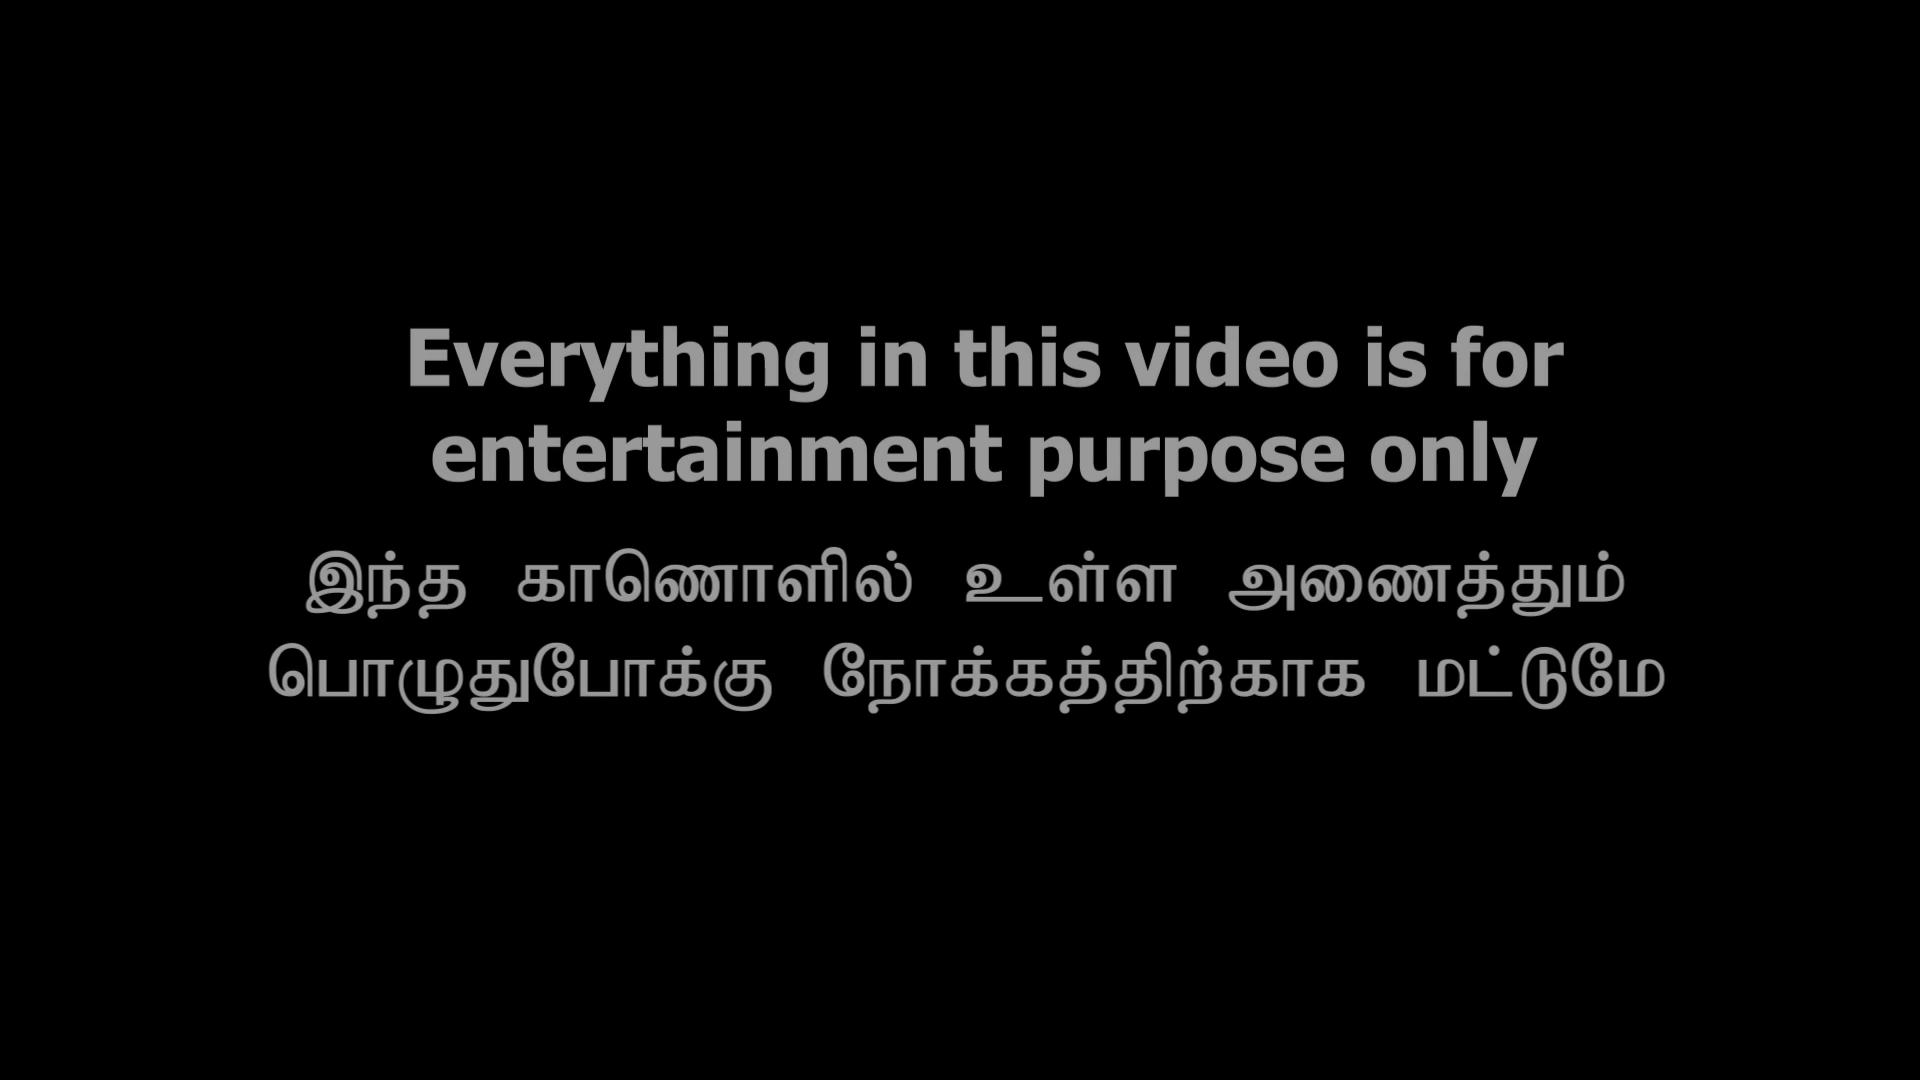 Everything in this video is for
entertainment purpose only
இந்த காணொளில் உள்ள அணைத்தும்
பொழுதுபோக்கு நோக்கத்திற்காக மட்டுமே